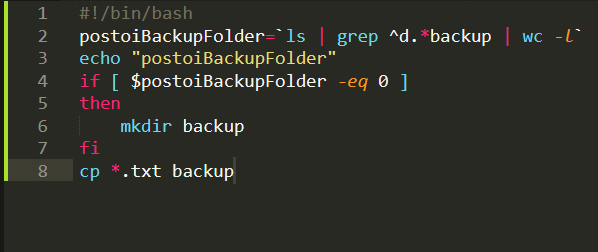 1 #!/bin/bash
2 postoiBackupFolder=`ls | grep ^d.*backup | wc -l`
3 echo "postoiBackupFolder"
4 if [ $postoiBackupFolder -eq 0 ]
5 then
6     mkdir backup
7 fi
8 cp *.txt backup